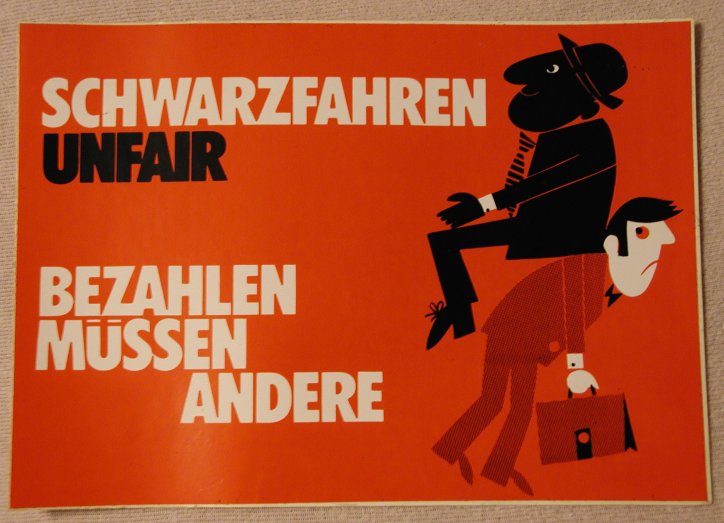 SCHWARZFAHREN
UNFAIR
BEZAHLEN
MÜSSEN
ANDERE